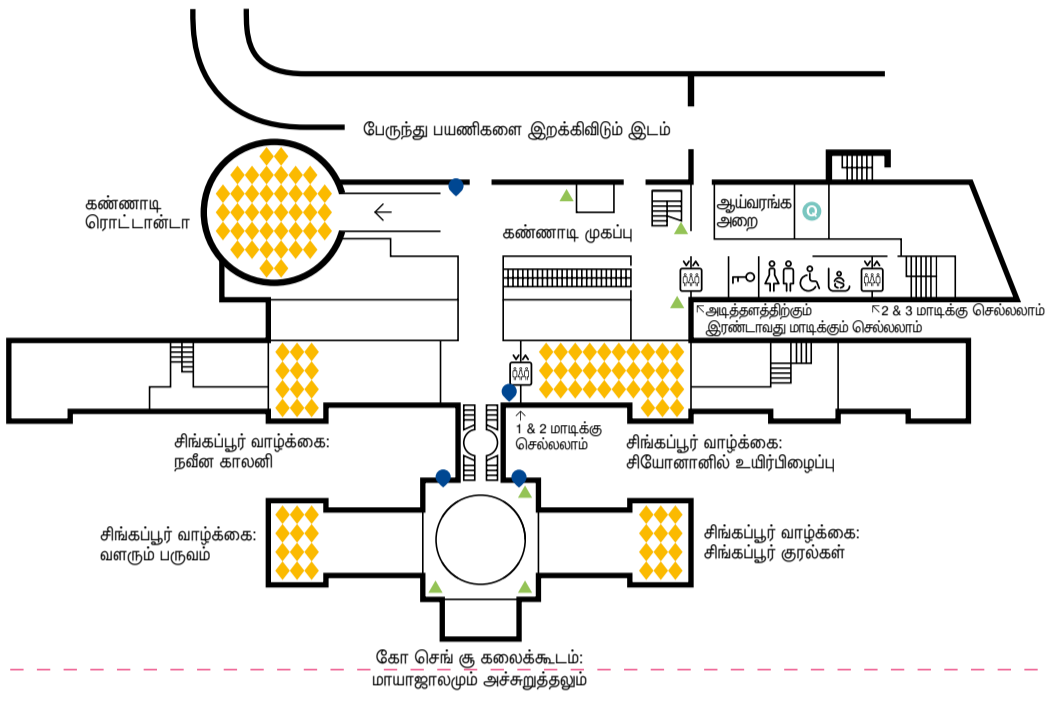 பேருந்து பயணிகளை இறக்கிவிடும் இடம்
கண்ணாடி
ரொட்டான்டா
கண்ணாடி முகப்பு
ஆய்வரங்க
அறை
அடித்தளத்திற்கும்
இரண்டாவது மாடிக்கும் செல்லலாம்
2 & 3 மாடிக்கு செல்லலாம்
சிங்கப்பூர் வாழ்க்கை:
நவீன காலனி
1 & 2 மாடிக்கு
செல்லலாம்
சிங்கப்பூர் வாழ்க்கை:
சியோனானில் உயிர்பிழைப்பு
சிங்கப்பூர் வாழ்க்கை:
வளரும் பருவம்
சிங்கப்பூர் வாழ்க்கை:
சிங்கப்பூர் குரல்கள்
கோ செங் சூ கலைக்கூடம்:
மாயாஜாலமும் அச்சுறுத்தலும்